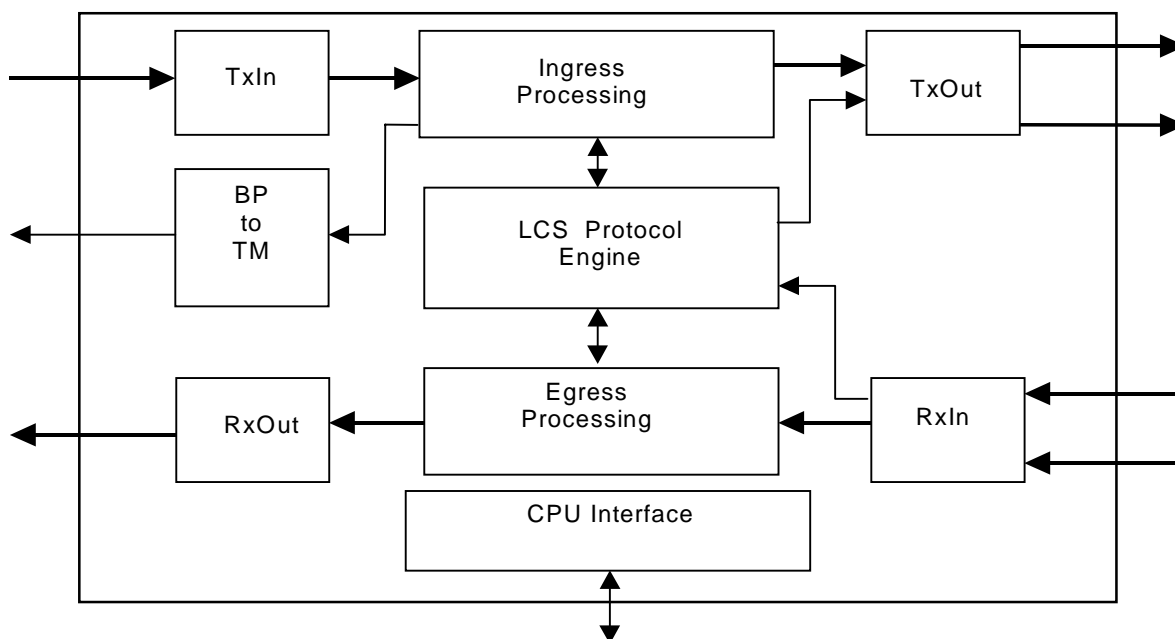 TxIn
Ingress
Processing
TxOut
BP
to
TM
LCS Protocol
Engine
RxOut
Egress
Processing
RxIn
CPU Interface